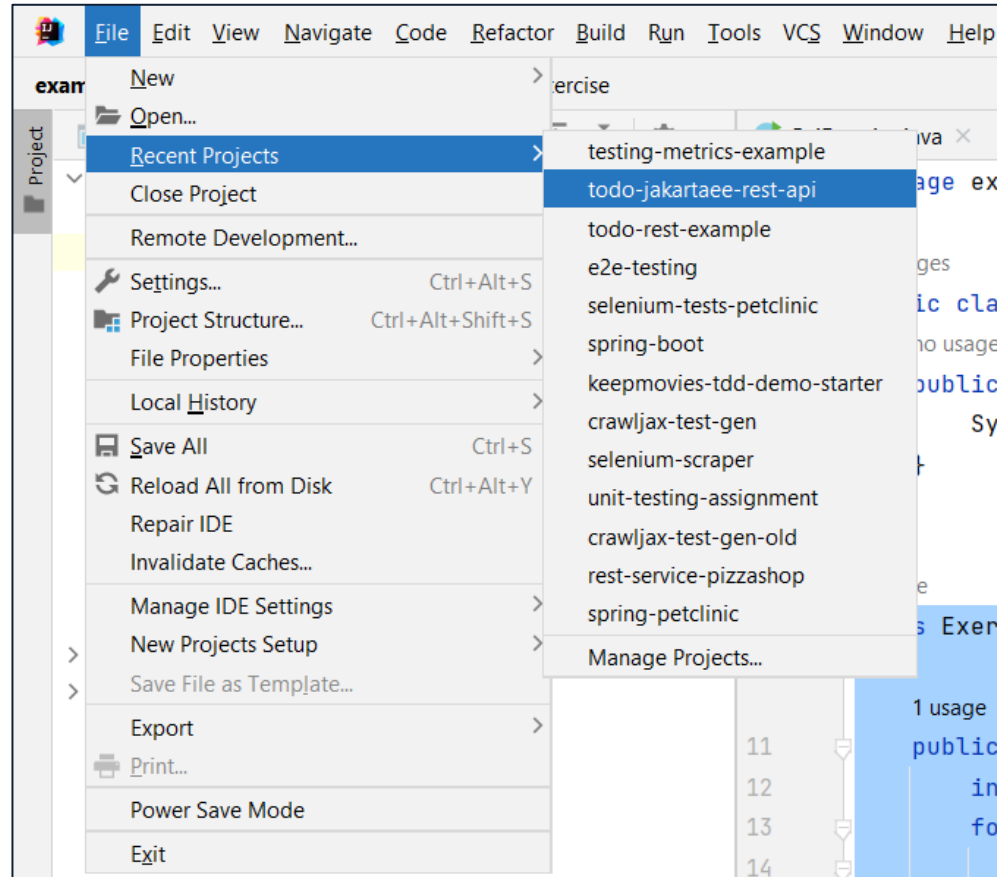 File Edit View Navigate Code Refactor Build Run Tools VCS Window Help
exam
ercise
Project
New
Open...
Recent Projects
Close Project
Remote Development...
Settings... Ctrl+Alt+S
Project Structure... Ctrl+Alt+Shift+S
File Properties
Local History
Save All Ctrl+S
Reload All from Disk Ctrl+Alt+Y
Repair IDE
Invalidate Caches...
Manage IDE Settings
New Projects Setup
Save File as Template...
Export
Print...
Power Save Mode
Exit
testing-metrics-example
todo-jakartaee-rest-api
todo-rest-example
e2e-testing
selenium-tests-petclinic
spring-boot
keepmovies-tdd-demo-starter
crawljax-test-gen
selenium-scraper
unit-testing-assignment
crawljax-test-gen-old
rest-service-pizzashop
spring-petclinic
Manage Projects...
ava
age ex
ges
ic cla
no usage
public
Sy
}
e
s Exer
1 usage
11 public
12 in
13 fo
14